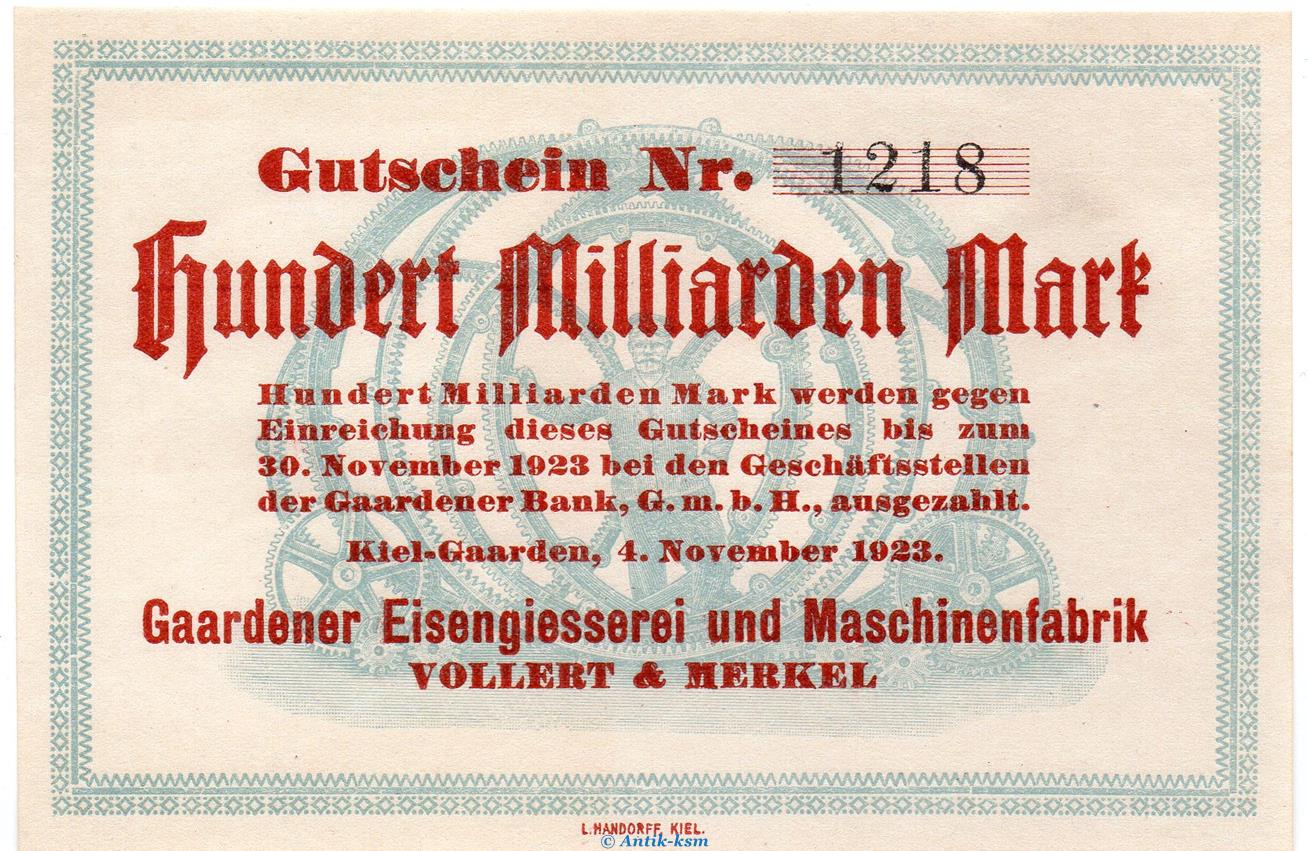 Gutschein Nr. 1218
Hundert Milliarden Mark
Hundert Milliarden Mark werden gegen
Einreichung dieses Gutscheines bis zum
30. November 1923 bei den Geschäftsstellen
der Gaardener Bank, G. m. b. H., ausgezahlt.
Kiel-Gaarden, 4. November 1923.
Gaardener Eisengiesserei und Maschinenfabrik
VOLLERT & MERKEL
L. HANDORFF, KIEL.
© Antik-ksm